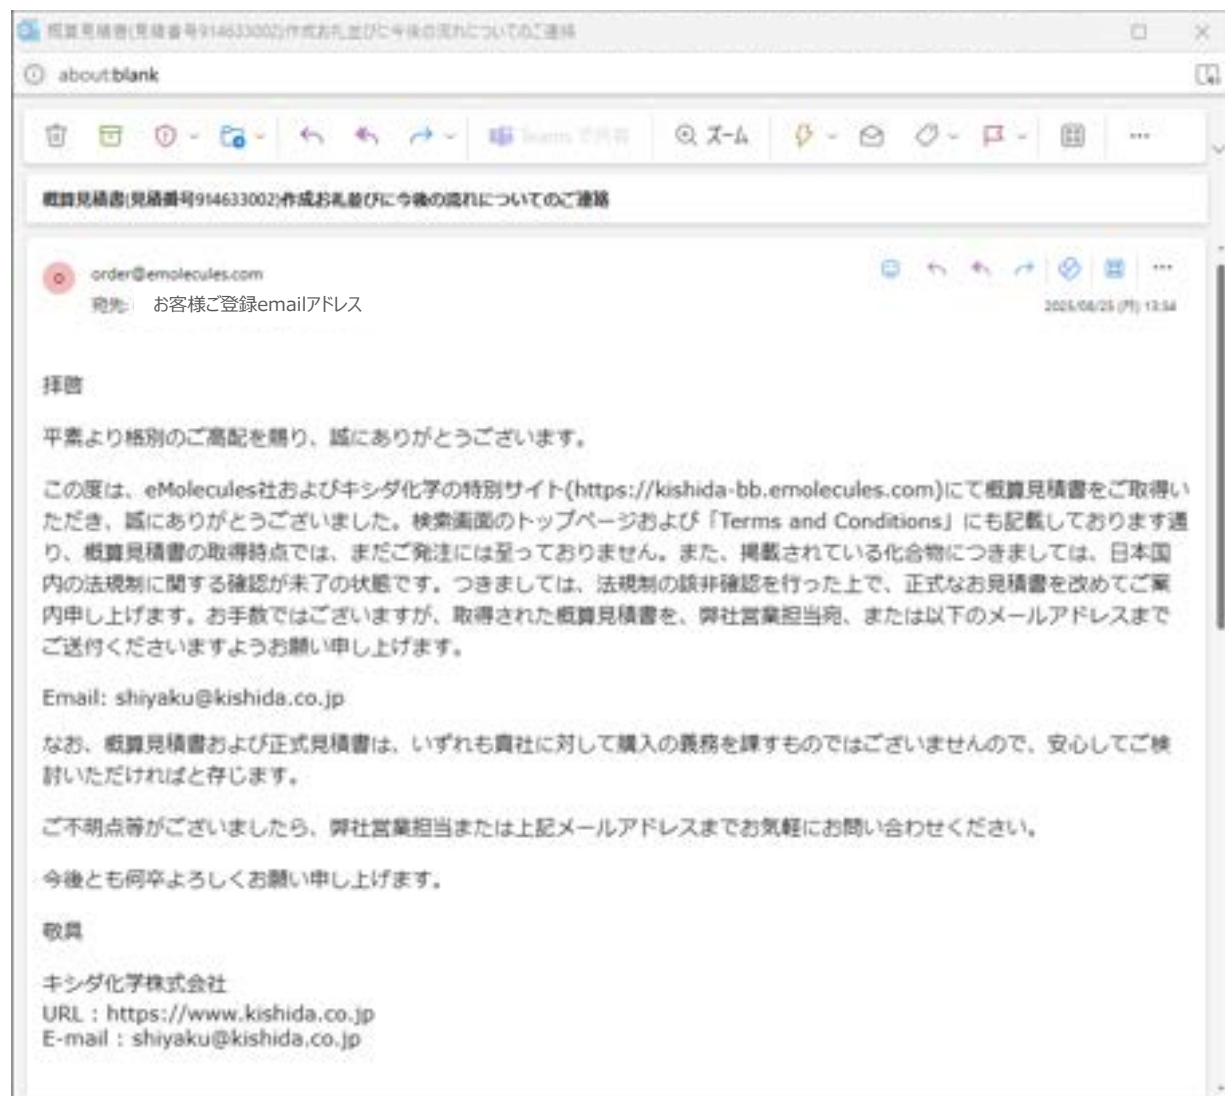 概算見積書(見積番号914633002)作成お礼並びに今後の流れについてのご連絡
about:blank
Teams で共有
ズーム
概算見積書(見積番号914633002)作成お礼並びに今後の流れについてのご連絡
O order@emolecules.com
宛先: お客様ご登録emailアドレス
2025/08/25 (月) 13:54
拝啓
平素より格別のご高配を賜り、誠にありがとうございます。
この度は、eMolecules社およびキシダ化学の特別サイト(https://kishida-bb.emolecules.com)にて概算見積書をご取得い
ただき、誠にありがとうございました。検索画面のトップページおよび「Terms and Conditions」にも記載しております通
り、概算見積書の取得時点では、まだご発注には至っておりません。また、掲載されている化合物につきましては、日本国
内の法規制に関する確認が未了の状態です。つきましては、法規制の該非確認を行った上で、正式なお見積書を改めてご案
内申し上げます。お手数ではございますが、取得された概算見積書を、弊社営業担当宛、または以下のメールアドレスまで
ご送付くださいますようお願い申し上げます。
Email: shiyaku@kishida.co.jp
なお、概算見積書および正式見積書は、いずれも貴社に対して購入の義務を課すものではございませんので、安心してご検
討いただければと存じます。
ご不明点等がございましたら、弊社営業担当または上記メールアドレスまでお気軽にお問い合わせください。
今後とも何卒よろしくお願い申し上げます。
敬具
キシダ化学株式会社
URL : https://www.kishida.co.jp
E-mail : shiyaku@kishida.co.jp